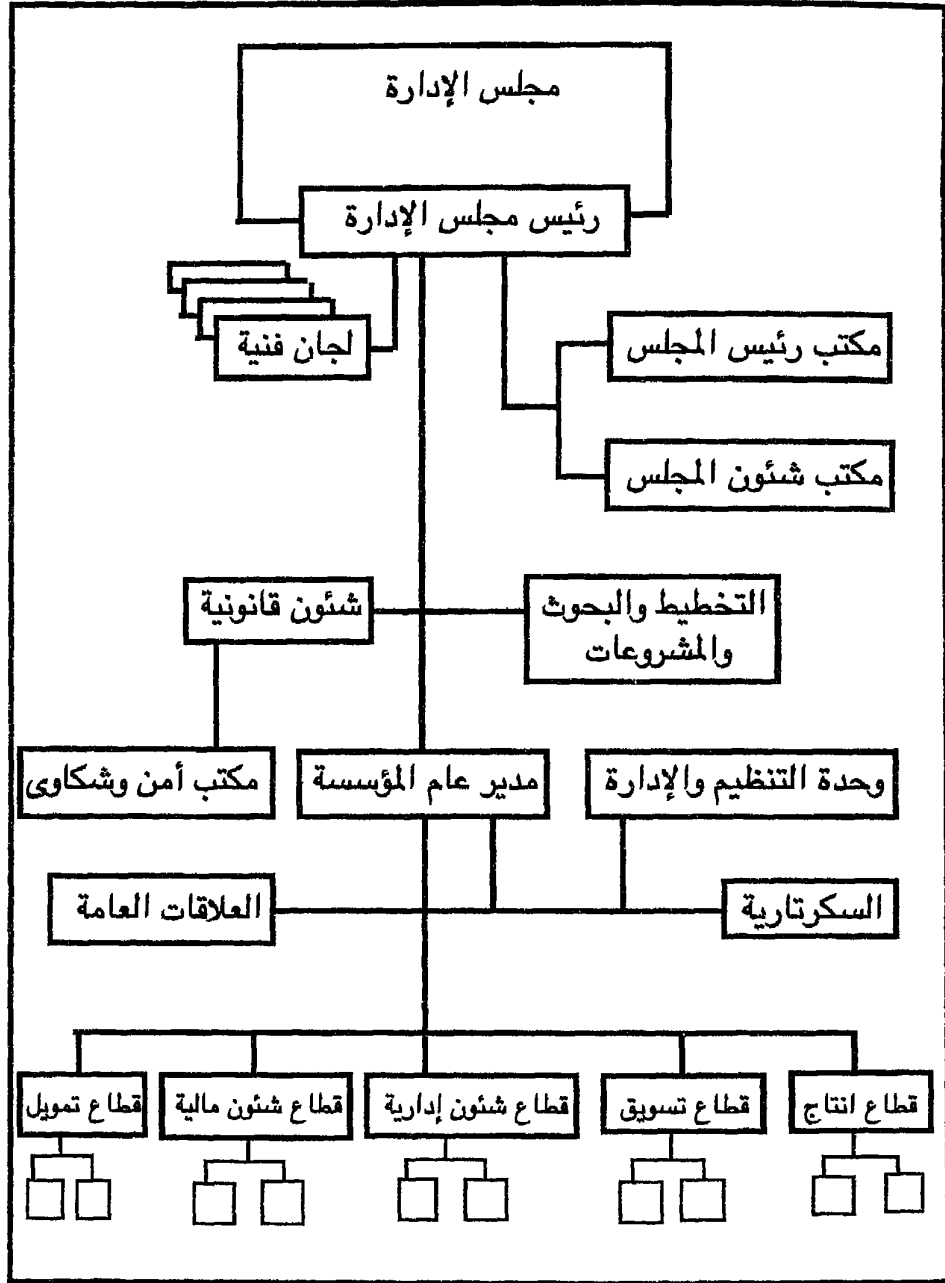 مجلس الإدارة
رئيس مجلس الإدارة
لجان فنية
مكتب رئيس المجلس
مكتب شئون المجلس
شئون قانونية
التخطيط والبحوث
والمشروعات
وحدة التنظيم والإدارة
مدير عام المؤسسة
مكتب أمن وشكاوى
السكرتارية
العلاقات العامة
قطاع انتاج
قطاع تسويق
قطاع شئون إدارية
قطاع شئون مالية
قطاع تمويل